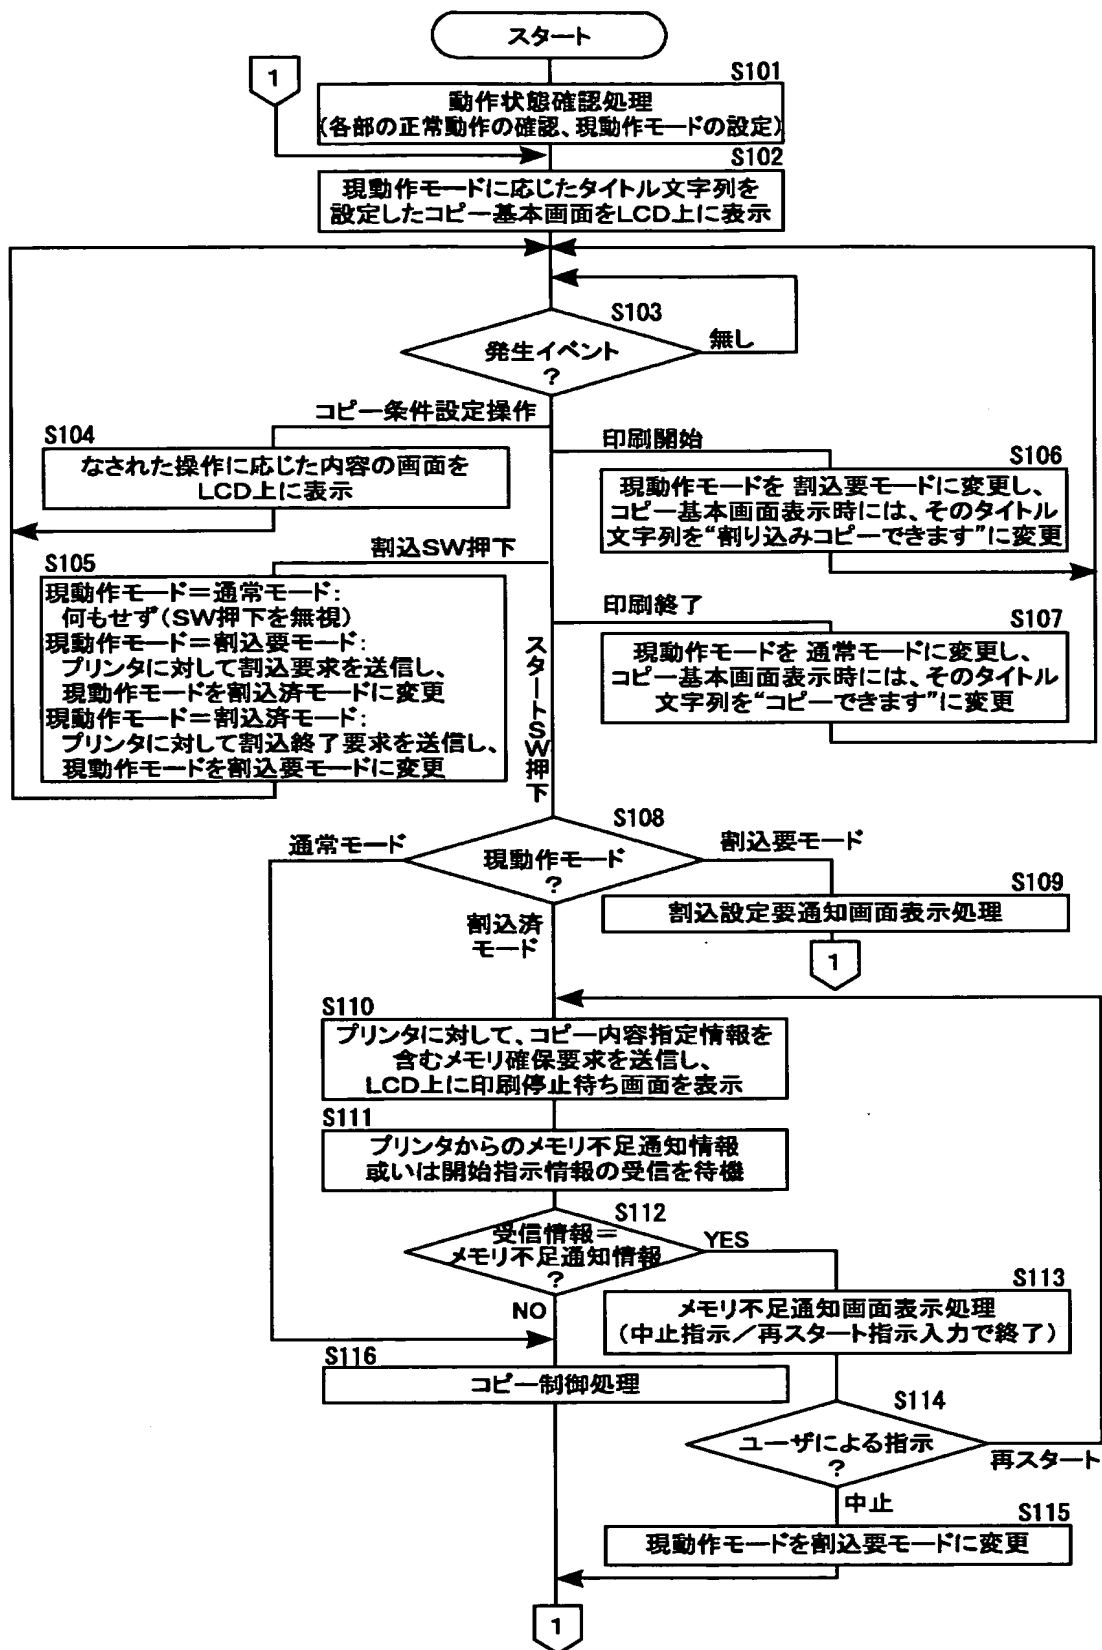 スタート
1
S101
動作状態確認処理
(各部の正常動作の確認、現動作モードの設定)
S102
現動作モードに応じたタイトル文字列を
設定したコピー基本画面をLCD上に表示
S103
発生イベント
?
無し
コピー条件設定操作
S104
なされた操作に応じた内容の画面を
LCD上に表示
印刷開始
S106
現動作モードを 割込要モードに変更し、
コピー基本画面表示時には、そのタイトル
文字列を“割り込みコピーできます”に変更
割込SW押下
S105
現動作モード=通常モード:
何もせず(SW押下を無視)
現動作モード=割込要モード:
プリンタに対して割込要求を送信し、
現動作モードを割込済モードに変更
現動作モード=割込済モード:
プリンタに対して割込終了要求を送信し、
現動作モードを割込要モードに変更
印刷終了
S107
現動作モードを 通常モードに変更し、
コピー基本画面表示時には、そのタイトル
文字列を“コピーできます”に変更
スタートSW押下
S108
現動作モード
?
通常モード
割込要モード
S109
割込設定要通知画面表示処理
1
割込済
モード
S110
プリンタに対して、コピー内容指定情報を
含むメモリ確保要求を送信し、
LCD上に印刷停止待ち画面を表示
S111
プリンタからのメモリ不足通知情報
或いは開始指示情報の受信を待機
S112
受信情報=
メモリ不足通知情報
?
YES
NO
S113
メモリ不足通知画面表示処理
(中止指示/再スタート指示入力で終了)
S116
コピー制御処理
S114
ユーザによる指示
?
再スタート
中止
S115
現動作モードを割込要モードに変更
1